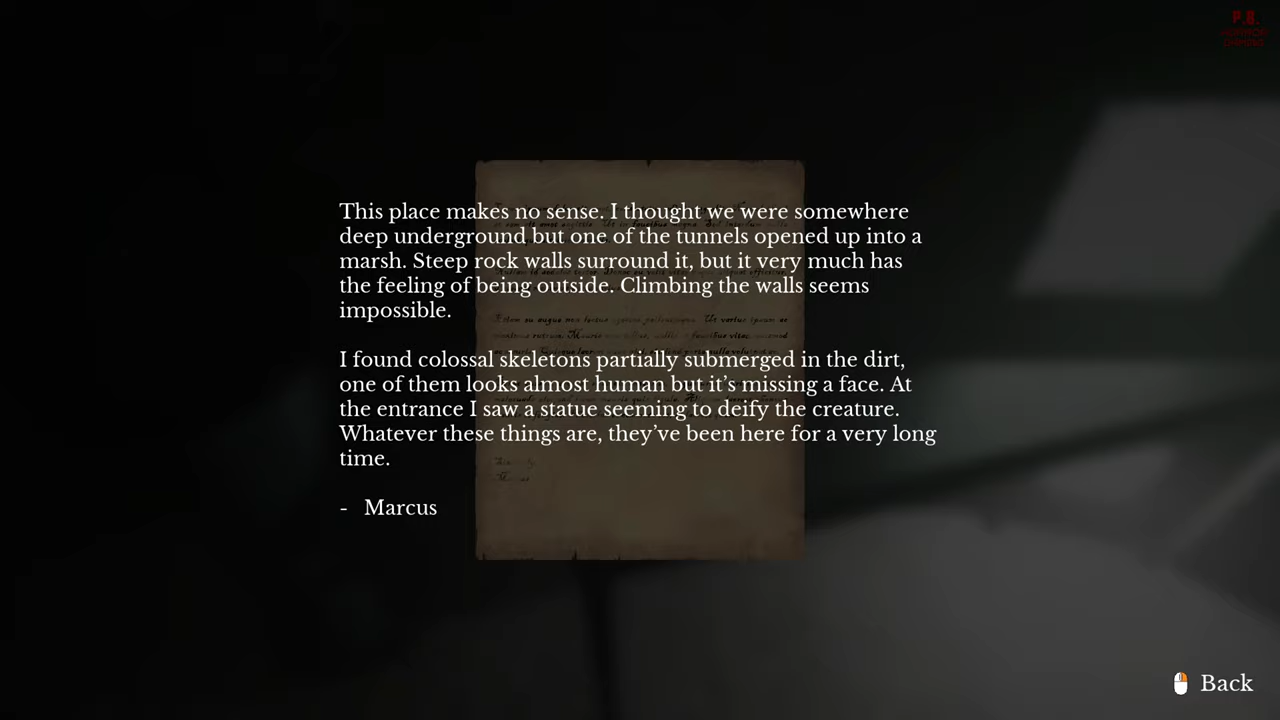 This place makes no sense. I thought we were somewhere
deep underground but one of the tunnels opened up into a
marsh. Steep rock walls surround it, but it very much has
the feeling of being outside. Climbing the walls seems
impossible.
I found colossal skeletons partially submerged in the dirt,
one of them looks almost human but it’s missing a face. At
the entrance I saw a statue seeming to deify the creature.
Whatever these things are, they’ve been here for a very long
time.
- Marcus
Back